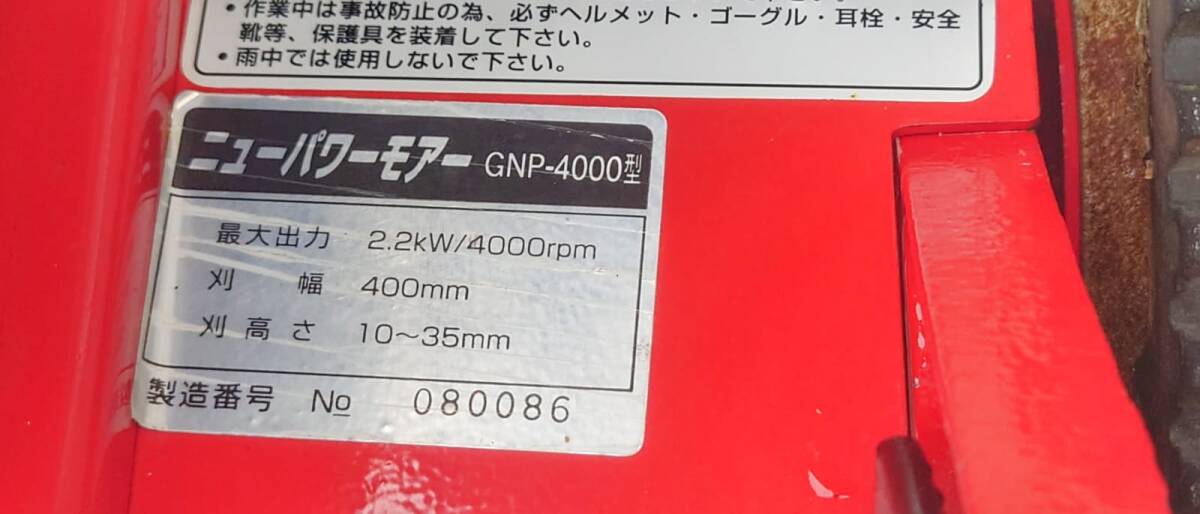 ・作業中は事故防止の為、必ずヘルメット・ゴーグル・耳栓・安全
靴等、保護具を装着して下さい。
・雨中では使用しないで下さい。
ニューパワーモアー GNP-4000型
最大出力 2.2kW/4000rpm
刈幅 400mm
刈高さ 10～35mm
製造番号 No 080086